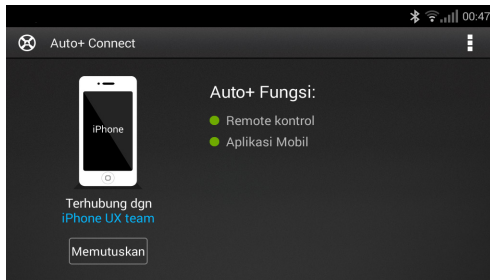 00:47
Auto+ Connect
Auto+ Fungsi:
Remote kontrol
Aplikasi Mobil
iPhone
Terhubung dgn
iPhone UX team
Memutuskan